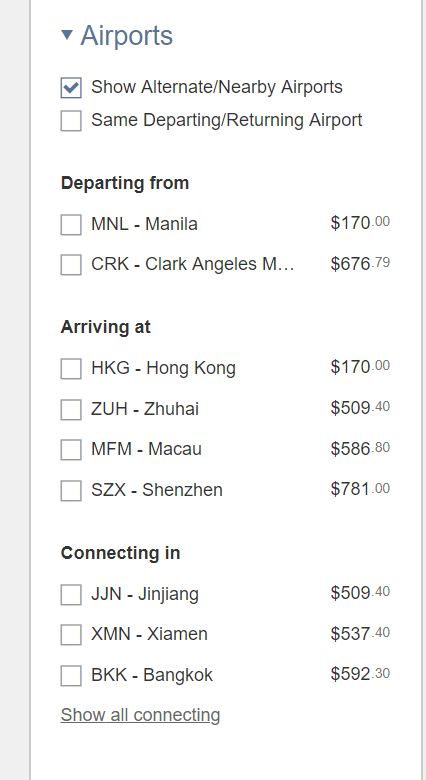 Airports
Show Alternate/Nearby Airports
Same Departing/Returning Airport
Departing from
MNL - Manila $170.00
CRK - Clark Angeles M... $676.79
Arriving at
HKG - Hong Kong $170.00
ZUH - Zhuhai $509.40
MFM - Macau $586.80
SZX - Shenzhen $781.00
Connecting in
JJN - Jinjiang $509.40
XMN - Xiamen $537.40
BKK - Bangkok $592.30
Show all connecting